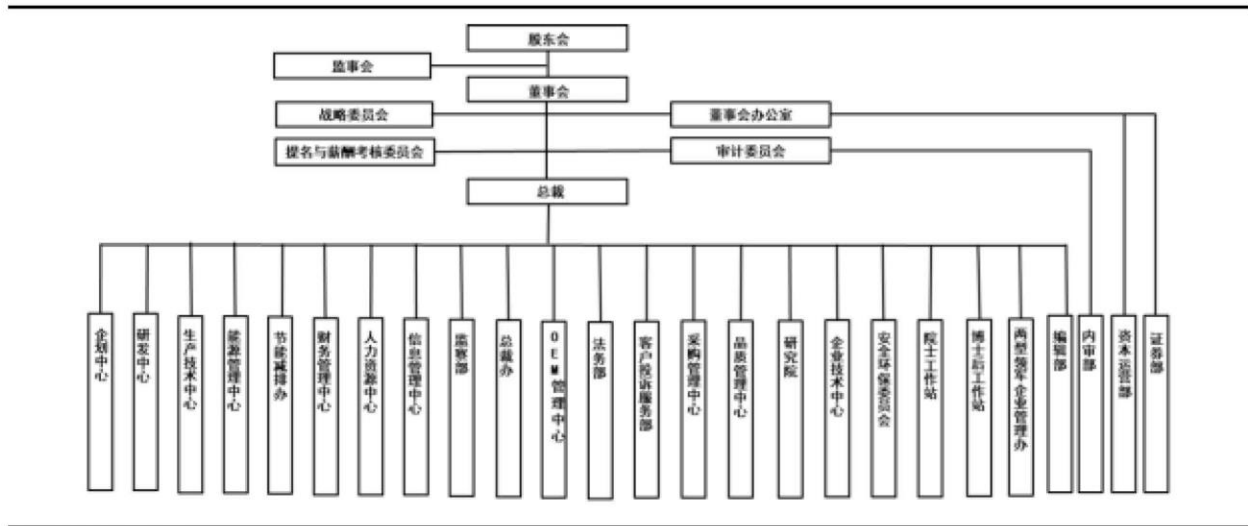 股东会
监事会
董事会
战略委员会
董事会办公室
提名与薪酬考核委员会
审计委员会
总裁
企划中心
研发中心
生产技术中心
能源管理中心
节能减排办
财务管理中心
人力资源中心
信息管理中心
监察部
总裁办
OEM管理中心
法务部
客户投诉服务部
采购管理中心
品质管理中心
研究院
企业技术中心
安全环保委员会
院士工作站
博士后工作站
两型领军企业管理办
编辑部
内审部
资本运营部
证券部